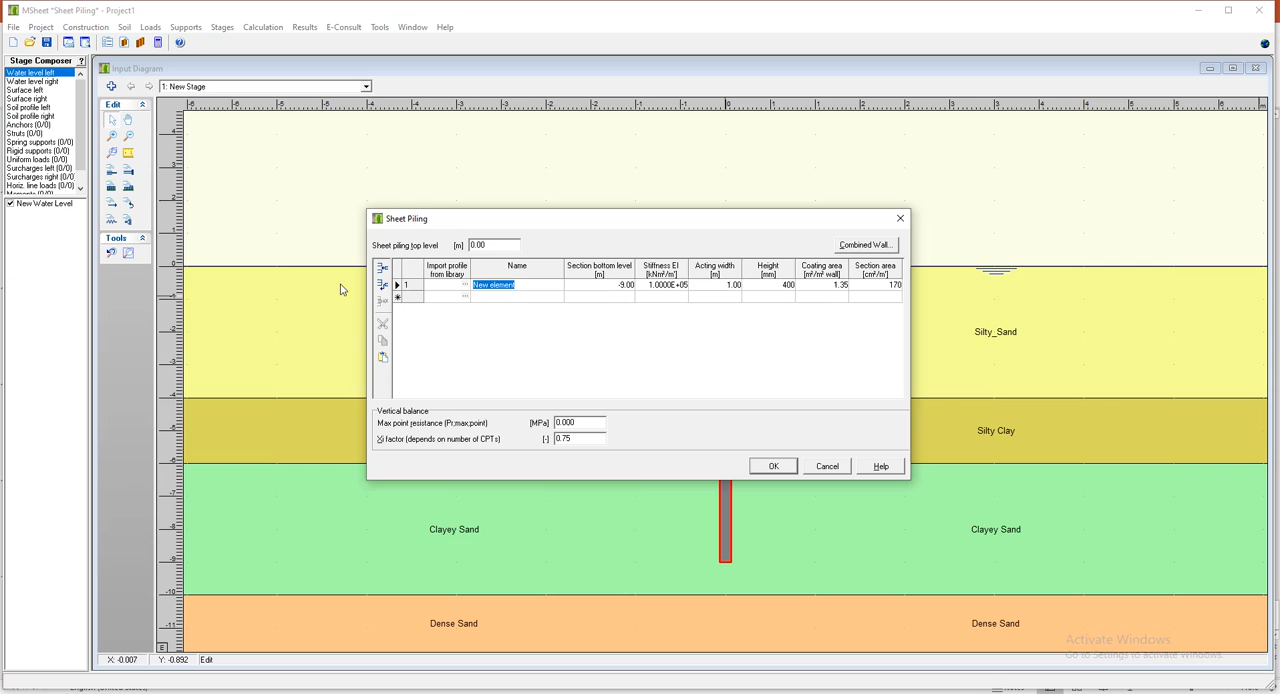 MSheet "Sheet Piling" - Project1
File Project Construction Soil Loads Supports Stages Calculation Results E-Consult Tools Window Help
Stage Composer ?
Water level left
Water level right
Surface left
Surface right
Soil profile left
Soil profile right
Anchors (0/0)
Struts (0/0)
Spring supports (0/0)
Rigid supports (0/0)
Uniform loads (0/0)
Surcharges left (0/0)
Surcharges right (0/0)
Horiz. line loads (0/0)
Moments (0/0)
New Water Level
Input Diagram
1: New Stage
Edit
Tools
Sheet Piling
Sheet piling top level [m] 0.00
Combined Wall...
Import profile from library Name Section bottom level [m] Stiffness EI [kNm²/m'] Acting width [m] Height [mm] Coating area [m²/m² wall] Section area [cm²/m']
1 ... New element -9.00 1.0000E+05 1.00 400 1.35 170
Vertical balance
Max point resistance (Pr;max;point) [MPa] 0.000
Xi factor (depends on number of CPTs) [-] 0.75
OK Cancel Help
Silty_Sand
Silty Clay
Clayey Sand Clayey Sand
Dense Sand Dense Sand
Activate Windows
Go to Settings to activate Windows.
X: -0.007 Y: -0.892 Edit
English (United States)